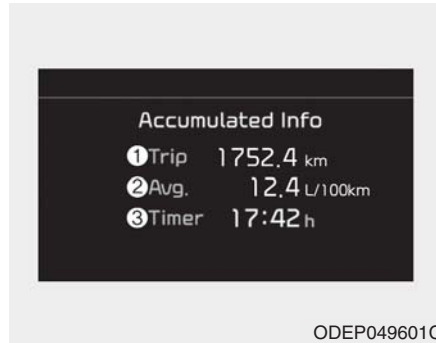 Accumulated Info
①Trip 1752.4 km
②Avg. 12.4 L/100km
③Timer 17:42 h
ODEP049601C